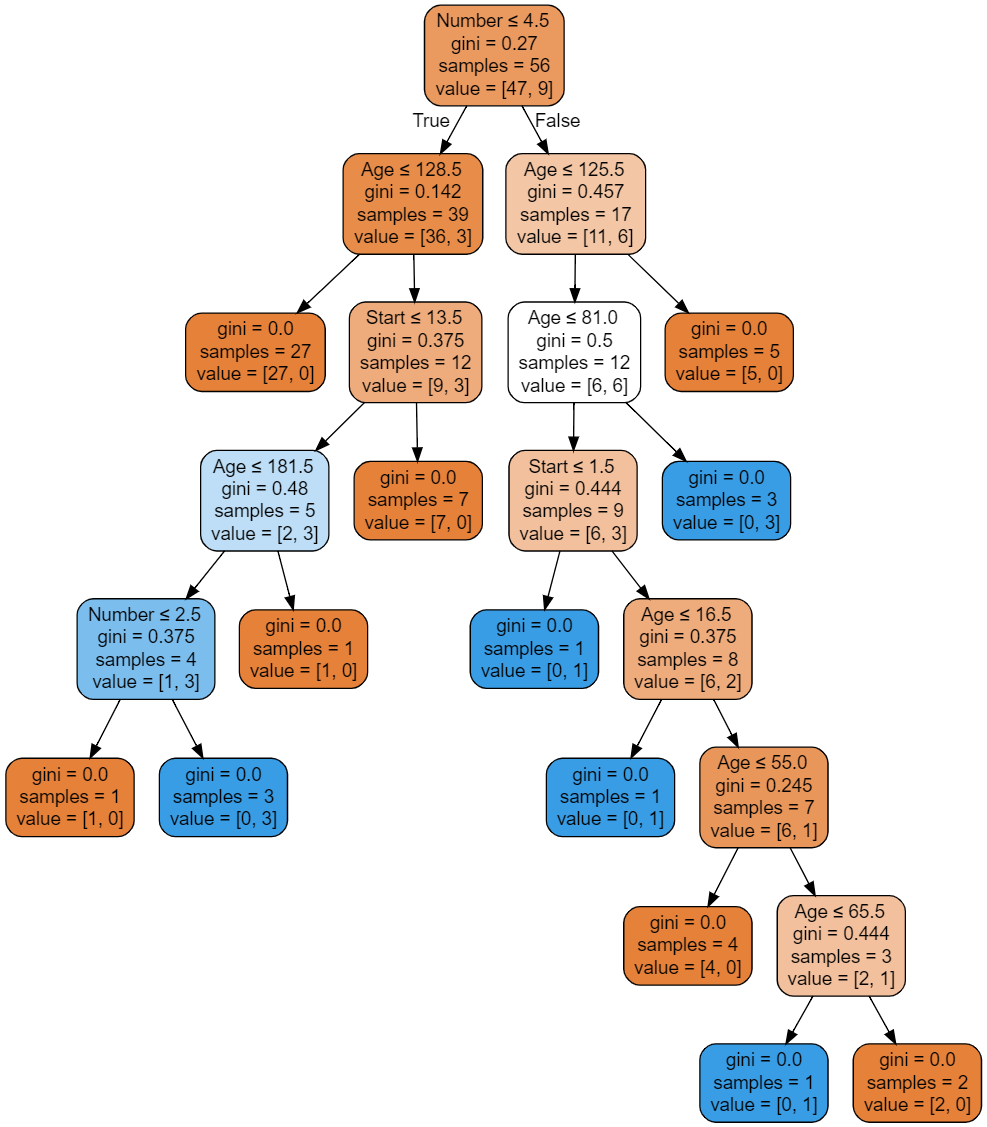 Number ≤ 4.5
gini = 0.27
samples = 56
value = [47, 9]
True
False
Age ≤ 128.5
gini = 0.142
samples = 39
value = [36, 3]
Age ≤ 125.5
gini = 0.457
samples = 17
value = [11, 6]
gini = 0.0
samples = 27
value = [27, 0]
Start ≤ 13.5
gini = 0.375
samples = 12
value = [9, 3]
Age ≤ 81.0
gini = 0.5
samples = 12
value = [6, 6]
gini = 0.0
samples = 5
value = [5, 0]
Age ≤ 181.5
gini = 0.48
samples = 5
value = [2, 3]
gini = 0.0
samples = 7
value = [7, 0]
Start ≤ 1.5
gini = 0.444
samples = 9
value = [6, 3]
gini = 0.0
samples = 3
value = [0, 3]
Number ≤ 2.5
gini = 0.375
samples = 4
value = [1, 3]
gini = 0.0
samples = 1
value = [1, 0]
gini = 0.0
samples = 1
value = [0, 1]
Age ≤ 16.5
gini = 0.375
samples = 8
value = [6, 2]
gini = 0.0
samples = 1
value = [1, 0]
gini = 0.0
samples = 3
value = [0, 3]
gini = 0.0
samples = 1
value = [0, 1]
Age ≤ 55.0
gini = 0.245
samples = 7
value = [6, 1]
gini = 0.0
samples = 4
value = [4, 0]
Age ≤ 65.5
gini = 0.444
samples = 3
value = [2, 1]
gini = 0.0
samples = 1
value = [0, 1]
gini = 0.0
samples = 2
value = [2, 0]